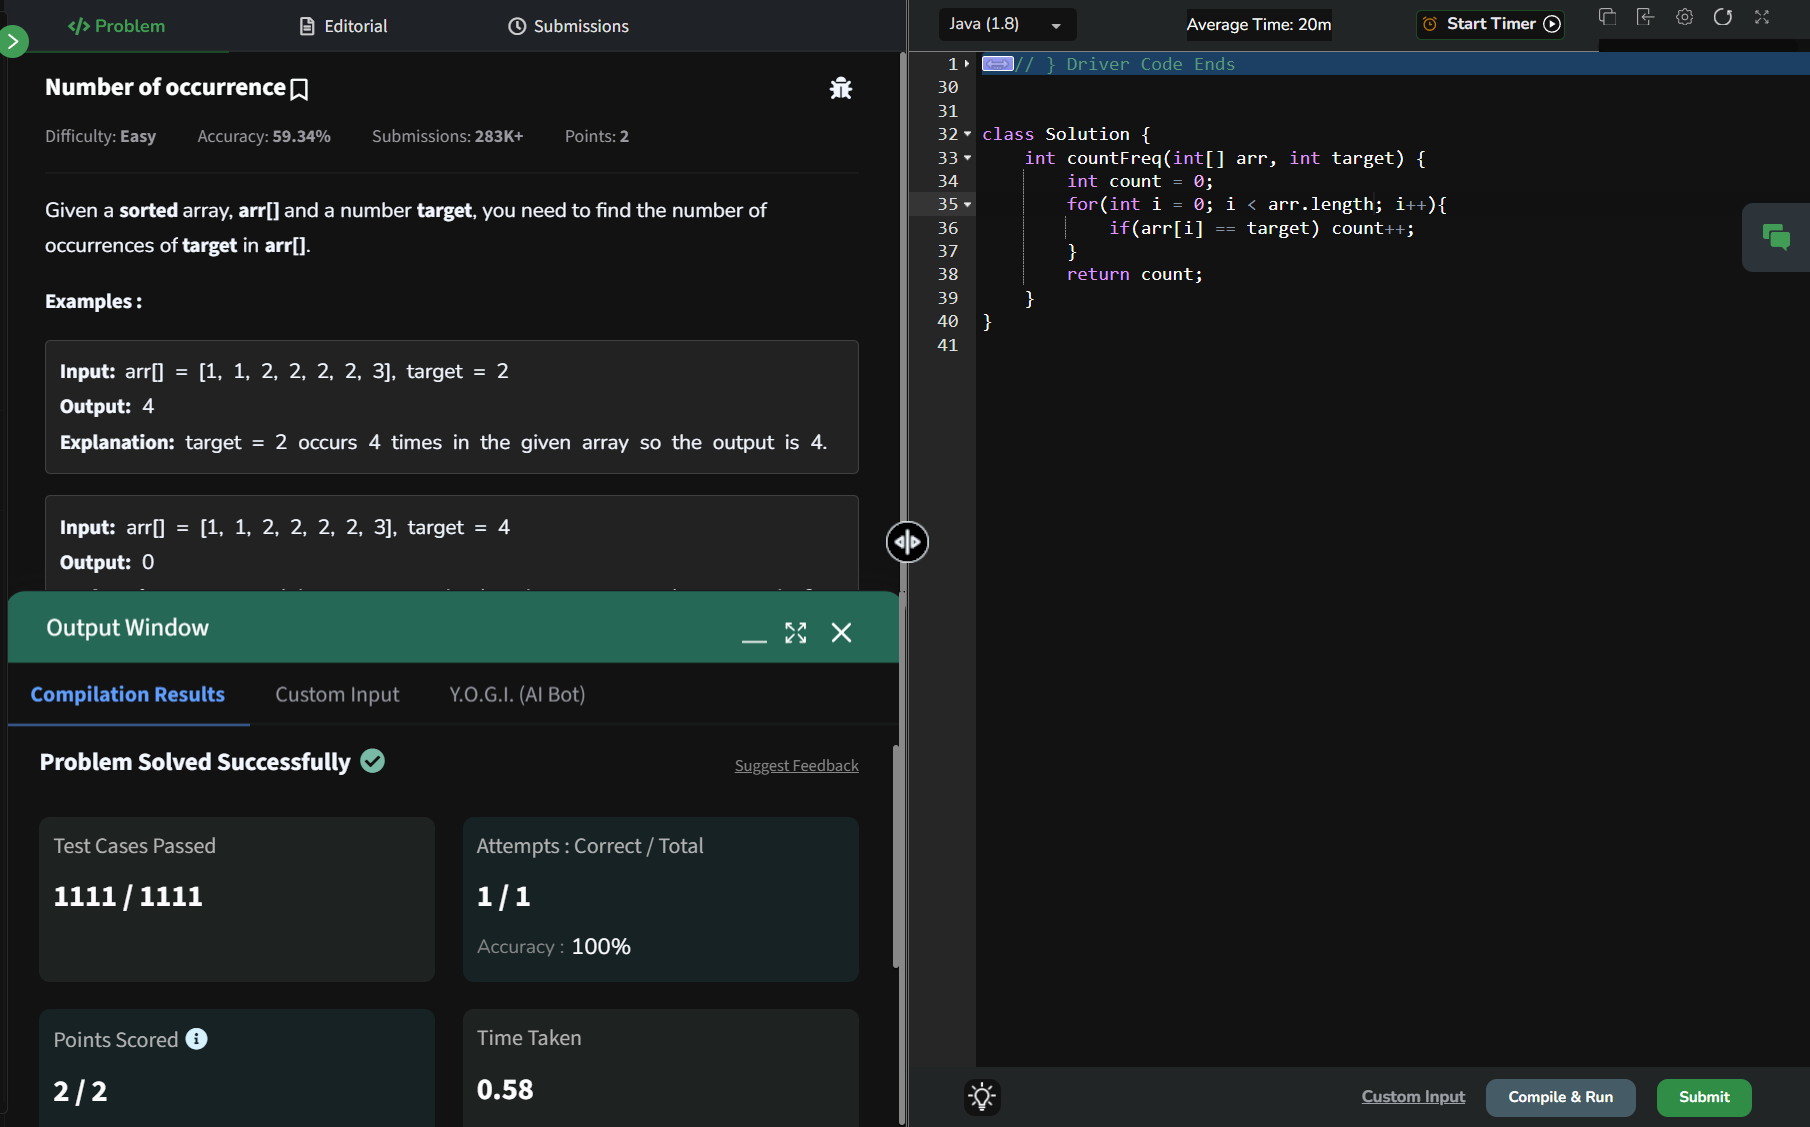 </> Problem
Editorial
Submissions
Number of occurrence
Difficulty: Easy Accuracy: 59.34% Submissions: 283K+ Points: 2
Given a sorted array, arr[] and a number target, you need to find the number of
occurrences of target in arr[].
Examples :
Input: arr[] = [1, 1, 2, 2, 2, 2, 3], target = 2
Output: 4
Explanation: target = 2 occurs 4 times in the given array so the output is 4.
Input: arr[] = [1, 1, 2, 2, 2, 2, 3], target = 4
Output: 0
Output Window
Compilation Results Custom Input Y.O.G.I. (AI Bot)
Problem Solved Successfully
Suggest Feedback
Test Cases Passed
1111 / 1111
Attempts : Correct / Total
1 / 1
Accuracy : 100%
Points Scored
2 / 2
Time Taken
0.58
Java (1.8)
Average Time: 20m
Start Timer
1 // } Driver Code Ends
30
31
32 class Solution {
33 int countFreq(int[] arr, int target) {
34 int count = 0;
35 for(int i = 0; i < arr.length; i++){
36 if(arr[i] == target) count++;
37 }
38 return count;
39 }
40 }
41
Custom Input
Compile & Run
Submit